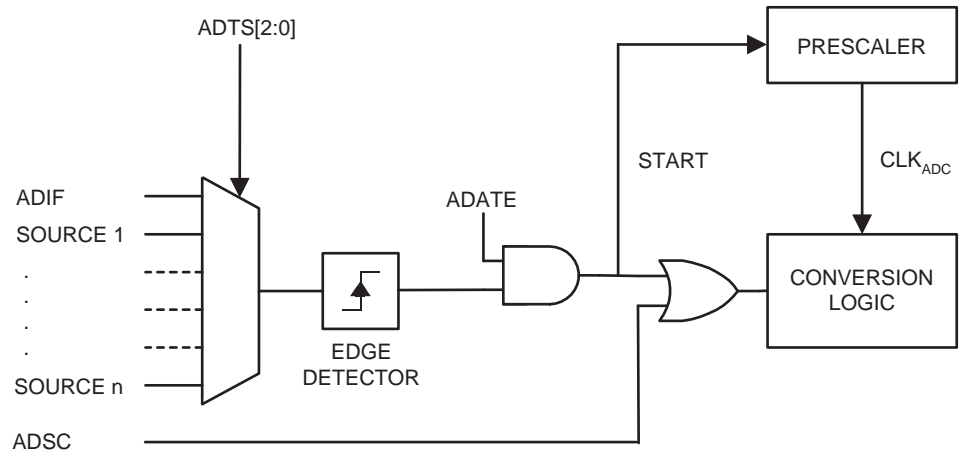 ADTS[2:0]
PRESCALER
START
CLKADC
ADIF
ADATE
SOURCE 1
.
.
.
.
CONVERSION
LOGIC
EDGE
DETECTOR
SOURCE n
ADSC